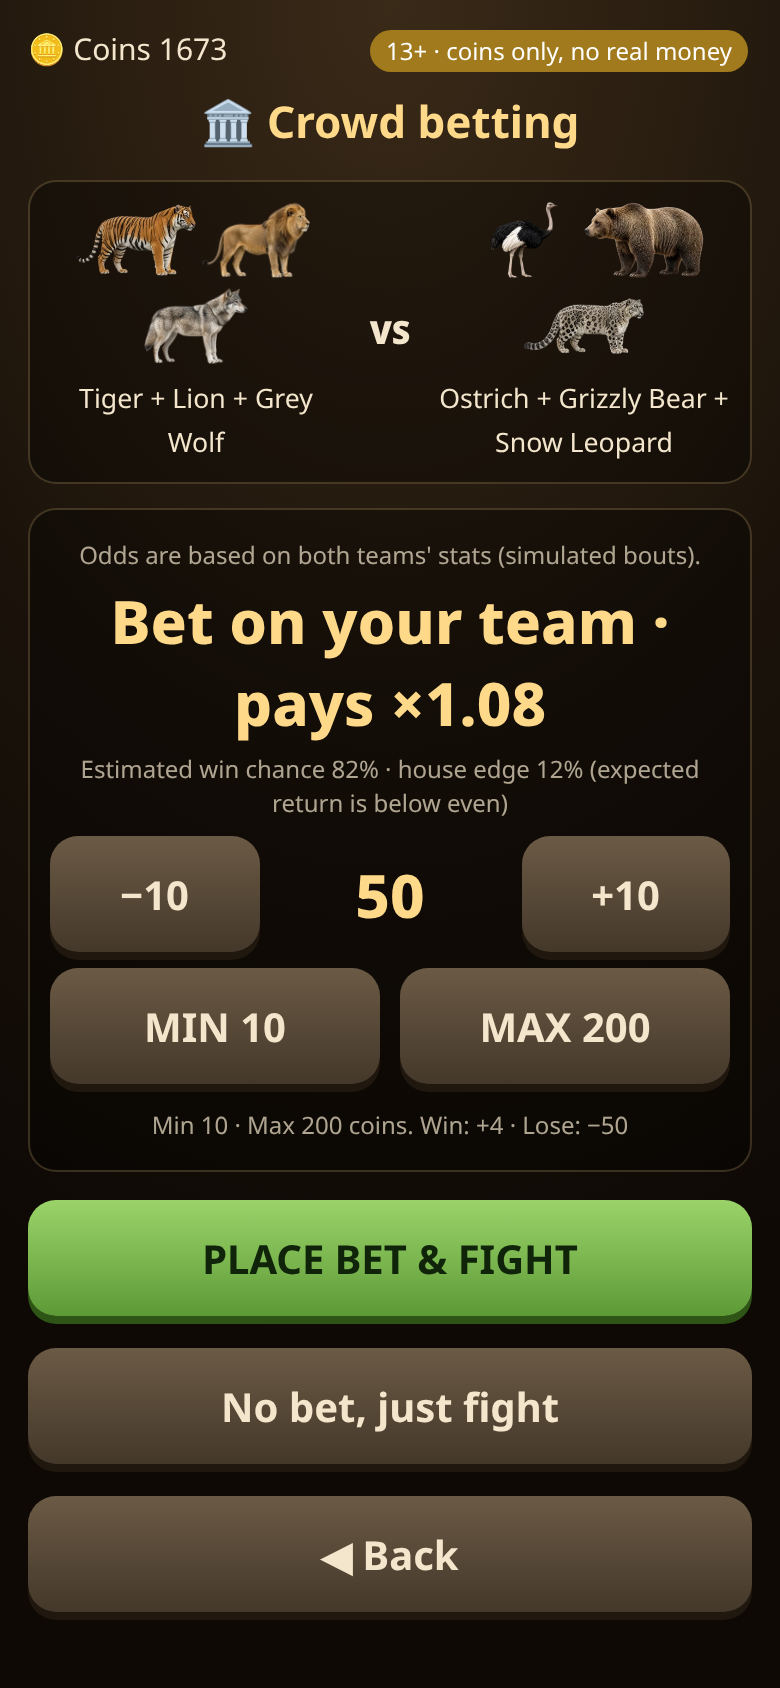 Coins 1673
13+ · coins only, no real money
Crowd betting
vs
Tiger + Lion + Grey
Wolf
Ostrich + Grizzly Bear +
Snow Leopard
Odds are based on both teams' stats (simulated bouts).
Bet on your team ·
pays ×1.08
Estimated win chance 82% · house edge 12% (expected
return is below even)
−10
50
+10
MIN 10
MAX 200
Min 10 · Max 200 coins. Win: +4 · Lose: −50
PLACE BET & FIGHT
No bet, just fight
◀ Back